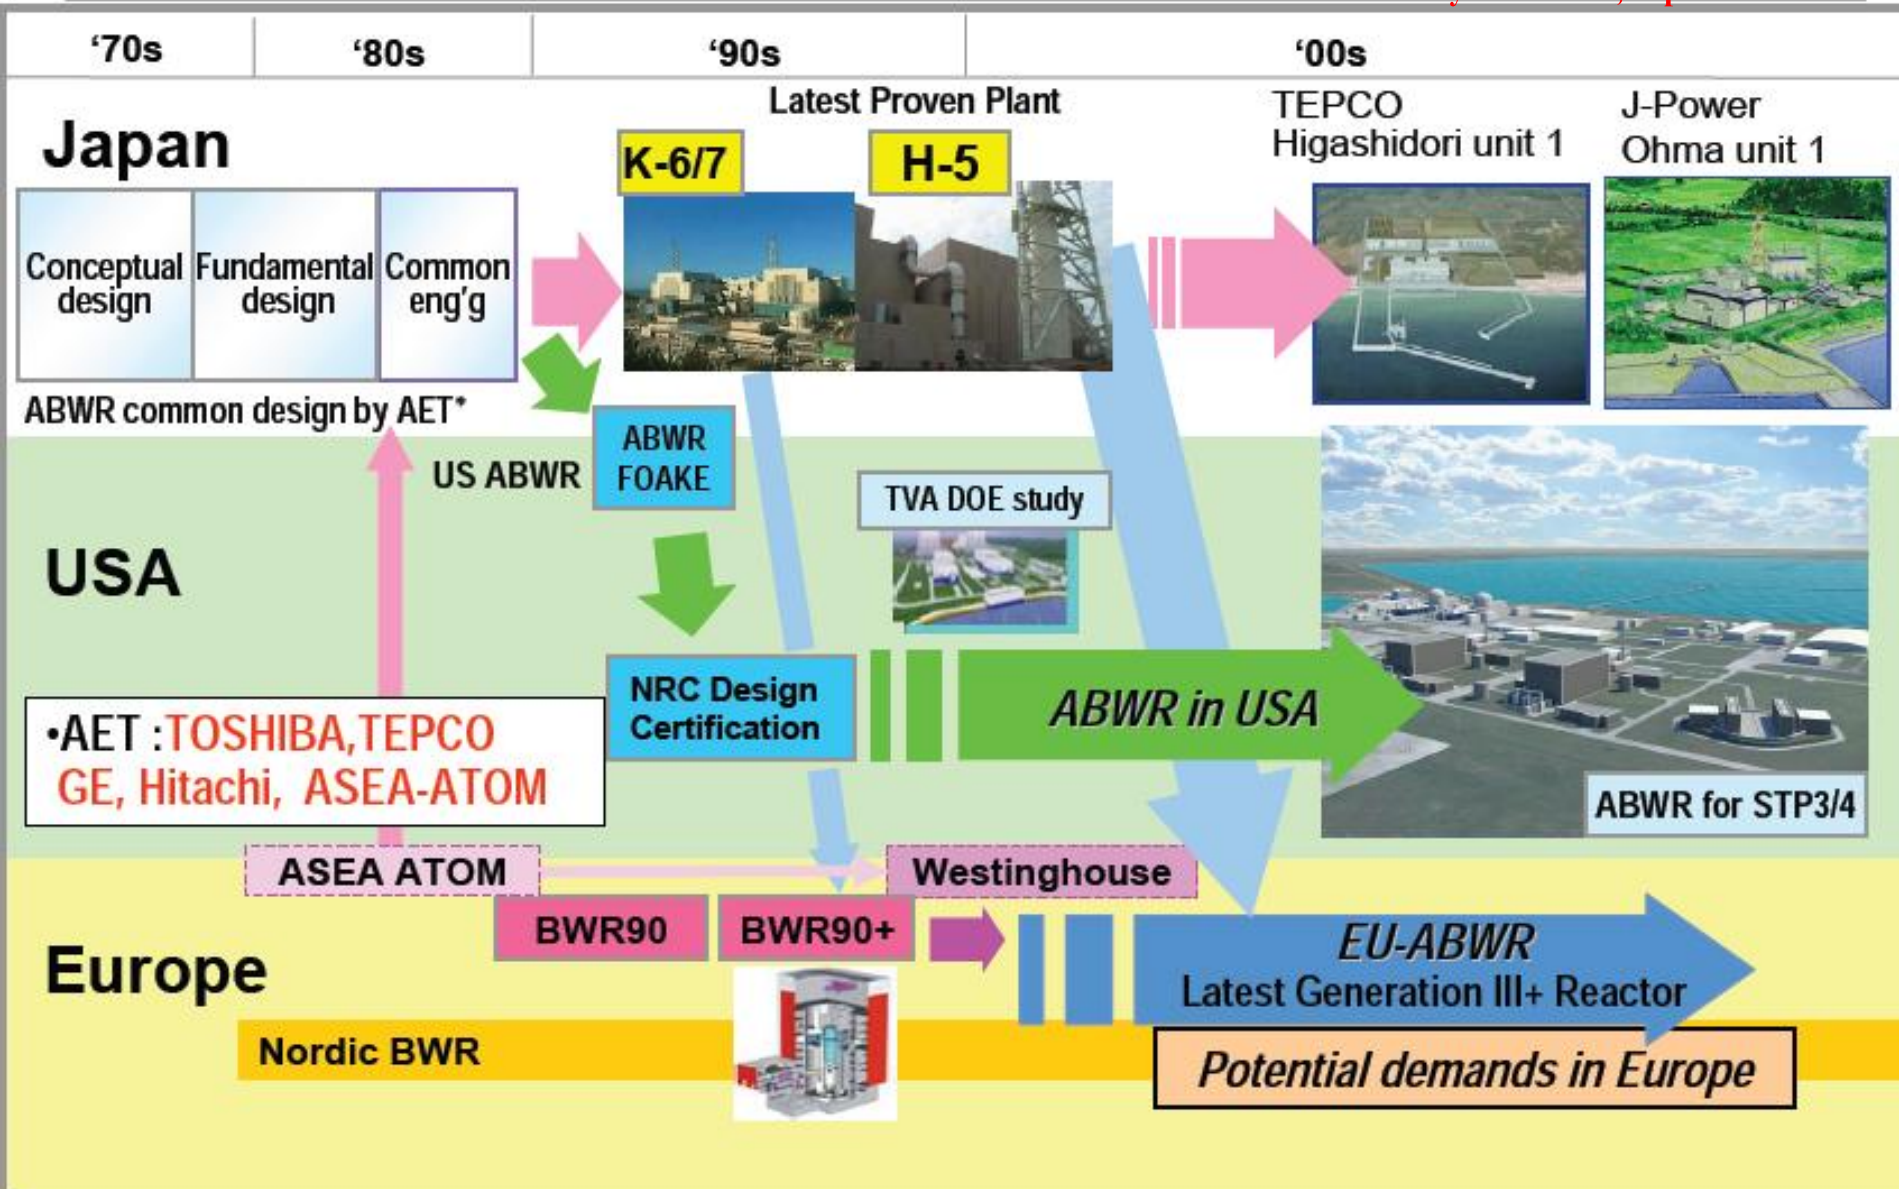 ‘70s
‘80s
‘90s
‘00s
Japan
Latest Proven Plant
K-6/7
H-5
TEPCO
Higashidori unit 1
J-Power
Ohma unit 1
Conceptual
design
Fundamental
design
Common
eng’g
ABWR common design by AET*
USA
US ABWR
ABWR
FOAKE
TVA DOE study
NRC Design
Certification
ABWR in USA
ABWR for STP3/4
•AET :TOSHIBA,TEPCO
GE, Hitachi, ASEA-ATOM
Europe
ASEA ATOM
Westinghouse
BWR90
BWR90+
EU-ABWR
Latest Generation III+ Reactor
Nordic BWR
Potential demands in Europe